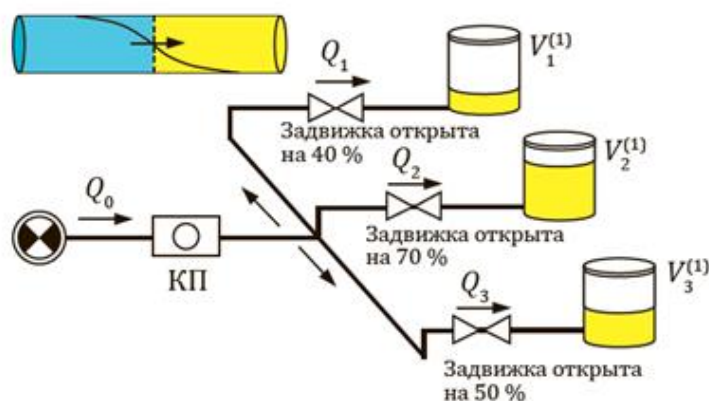 Q₁
V₁⁽¹⁾
Задвижка открыта
на 40 %
Q₂
V₂⁽¹⁾
Q₀
Задвижка открыта
на 70 %
КП
Q₃
V₃⁽¹⁾
Задвижка открыта
на 50 %